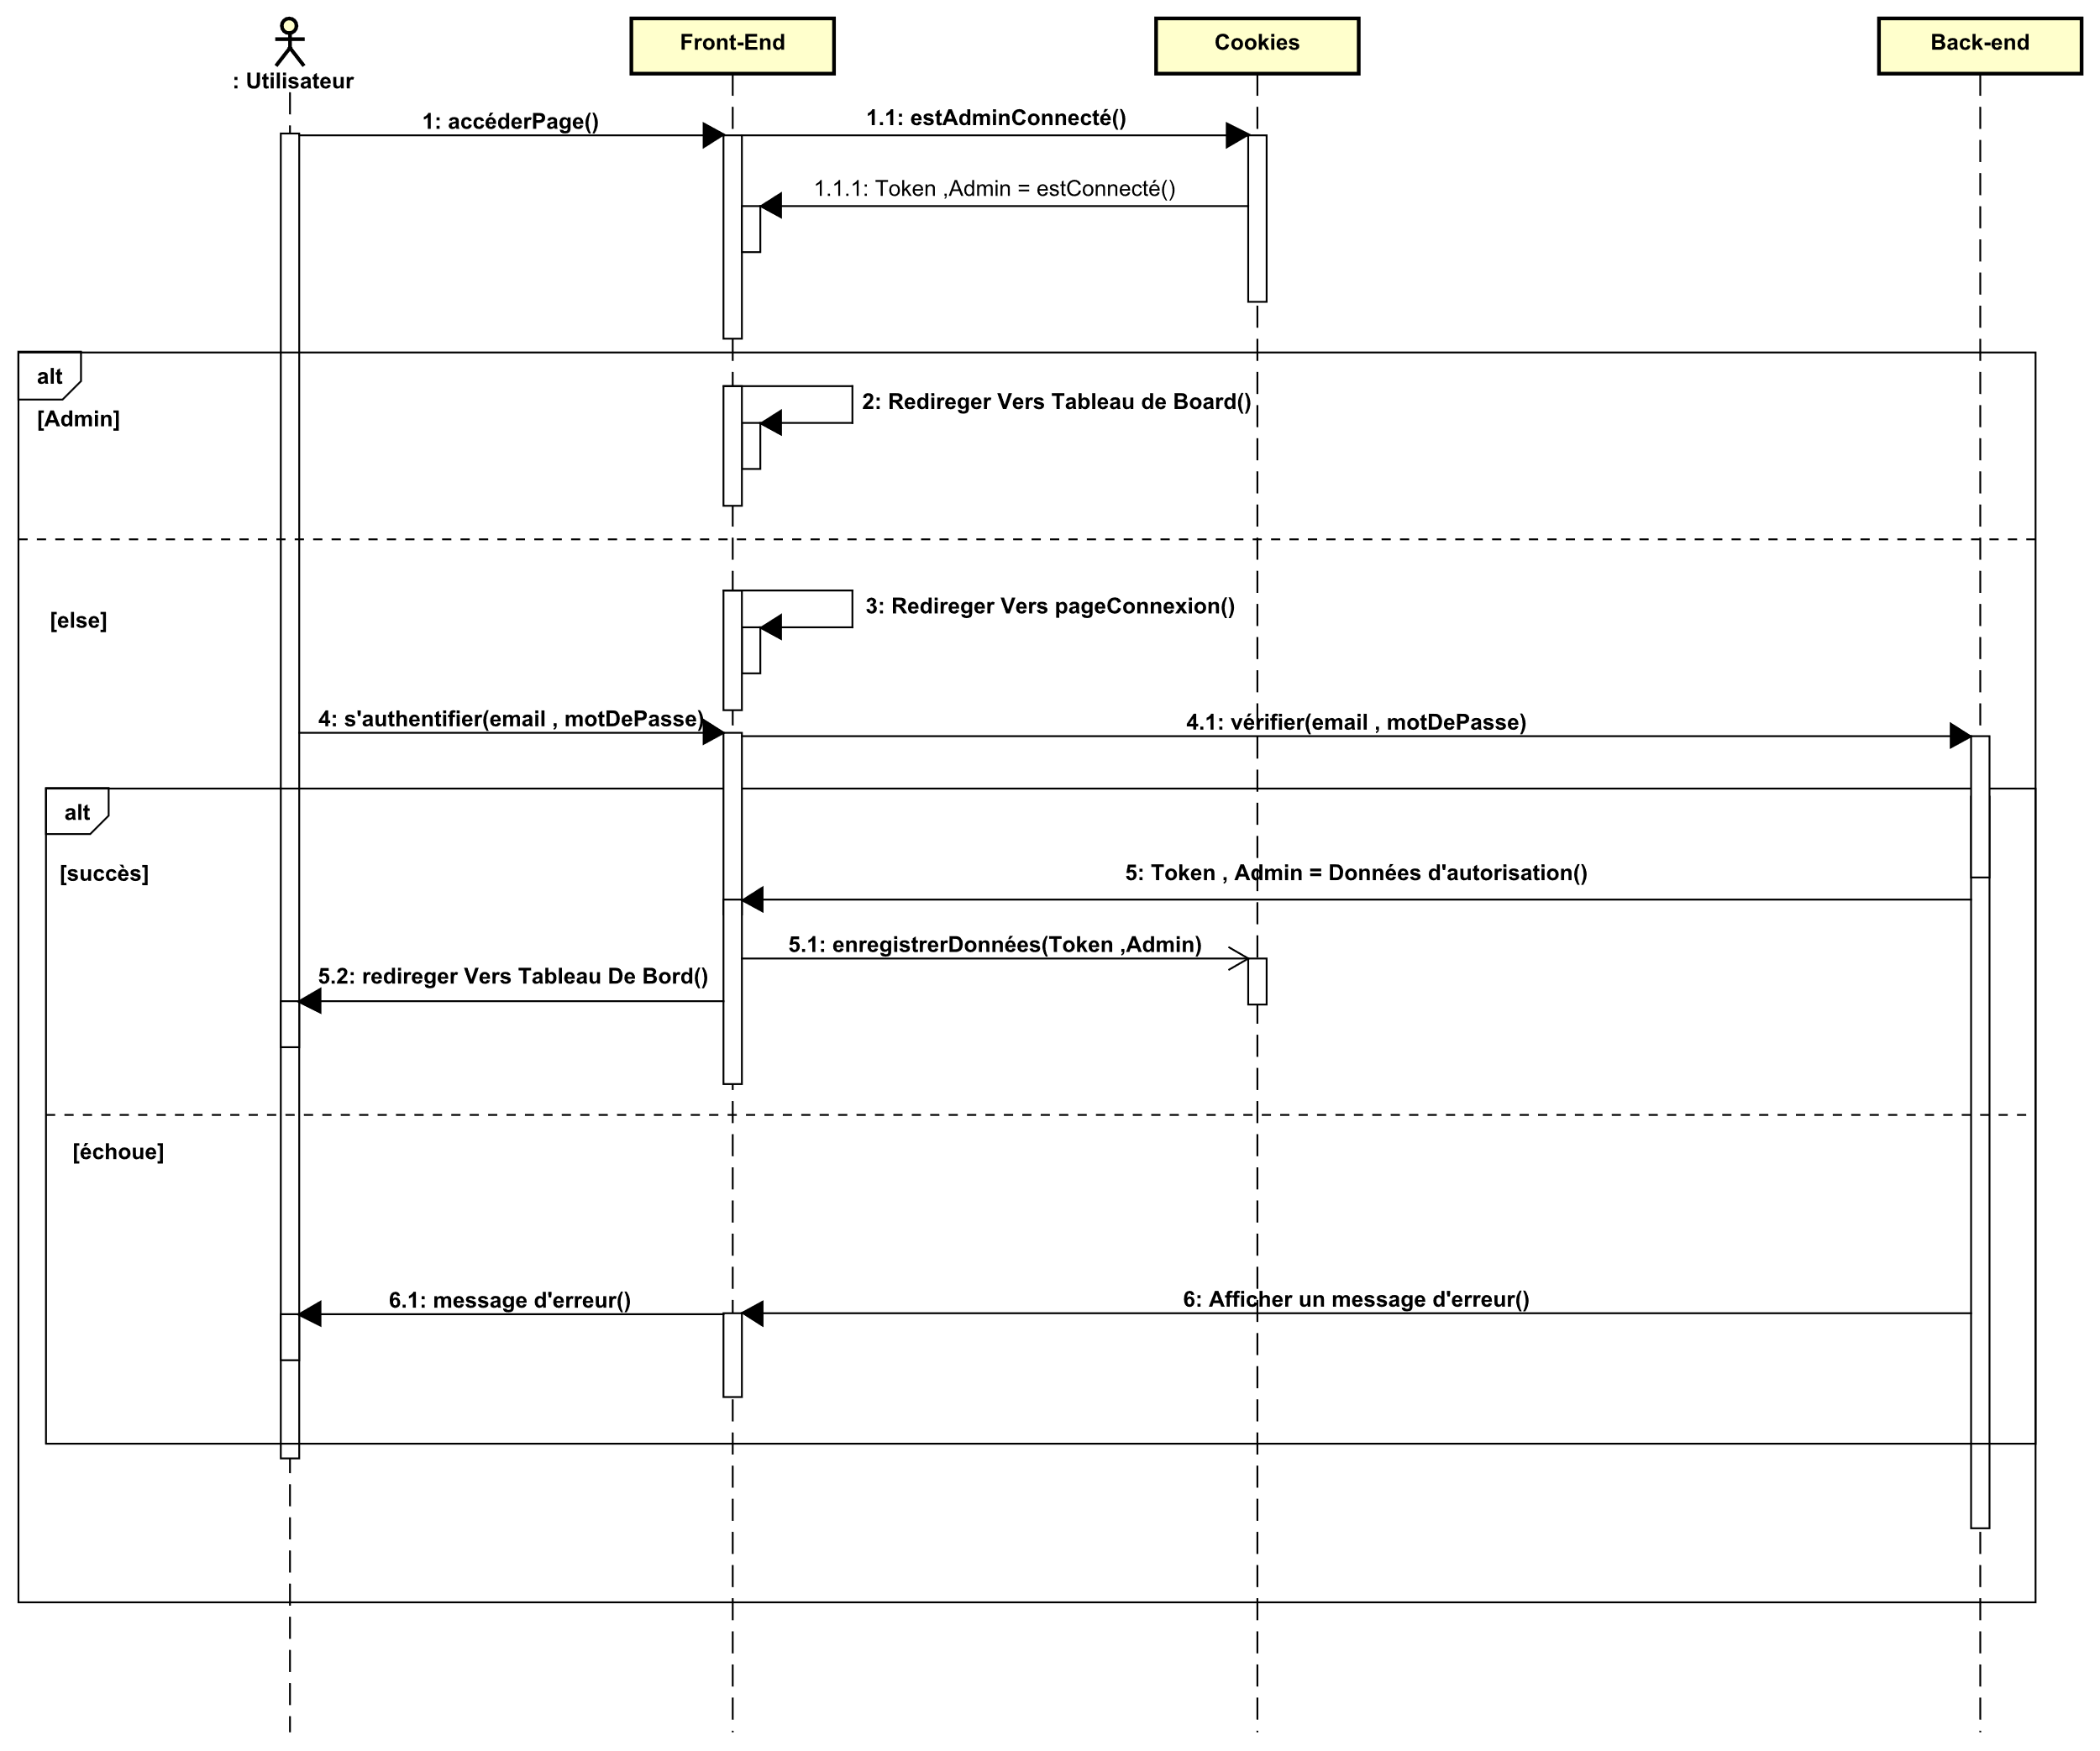 : Utilisateur
Front-End
Cookies
Back-end
1: accéderPage()
1.1: estAdminConnecté()
1.1.1: Token ,Admin = estConnecté()
alt
[Admin]
2: Redireger Vers Tableau de Board()
[else]
3: Redireger Vers pageConnexion()
4: s'authentifier(email , motDePasse)
4.1: vérifier(email , motDePasse)
alt
[succès]
5: Token , Admin = Données d'autorisation()
5.1: enregistrerDonnées(Token ,Admin)
5.2: redireger Vers Tableau De Bord()
[échoue]
6.1: message d'erreur()
6: Afficher un message d'erreur()